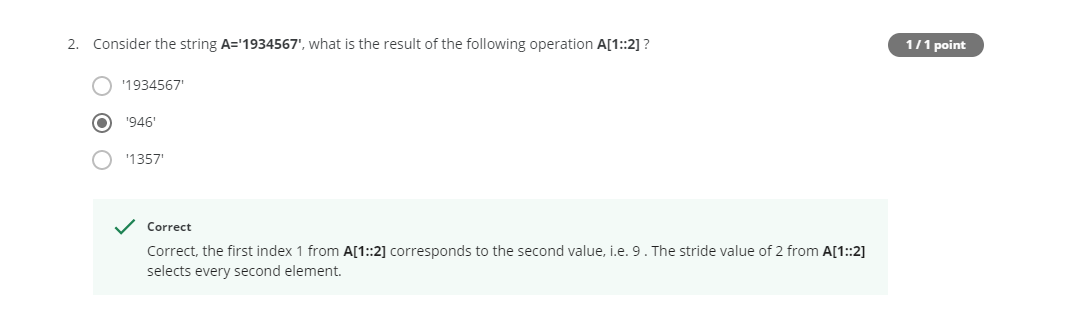 2. Consider the string A='1934567', what is the result of the following operation A[1::2] ?
1 / 1 point
'1934567'
'946'
'1357'
Correct
Correct, the first index 1 from A[1::2] corresponds to the second value, i.e. 9 . The stride value of 2 from A[1::2]
selects every second element.